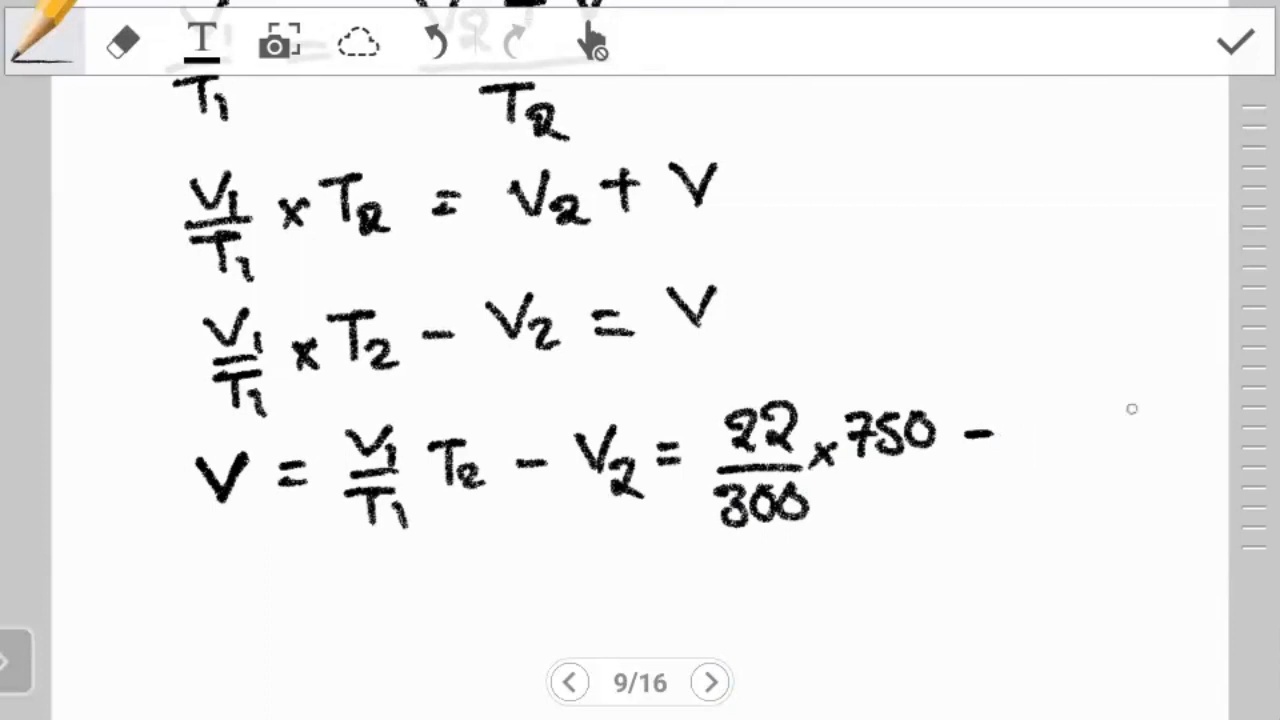 T
T₁ T₂
V₁/T₁ × T₂ = V₂ + V
V₁/T₁ × T₂ - V₂ = V
V = V₁/T₁ T₂ - V₂ = 22/300 × 750 -
9/16